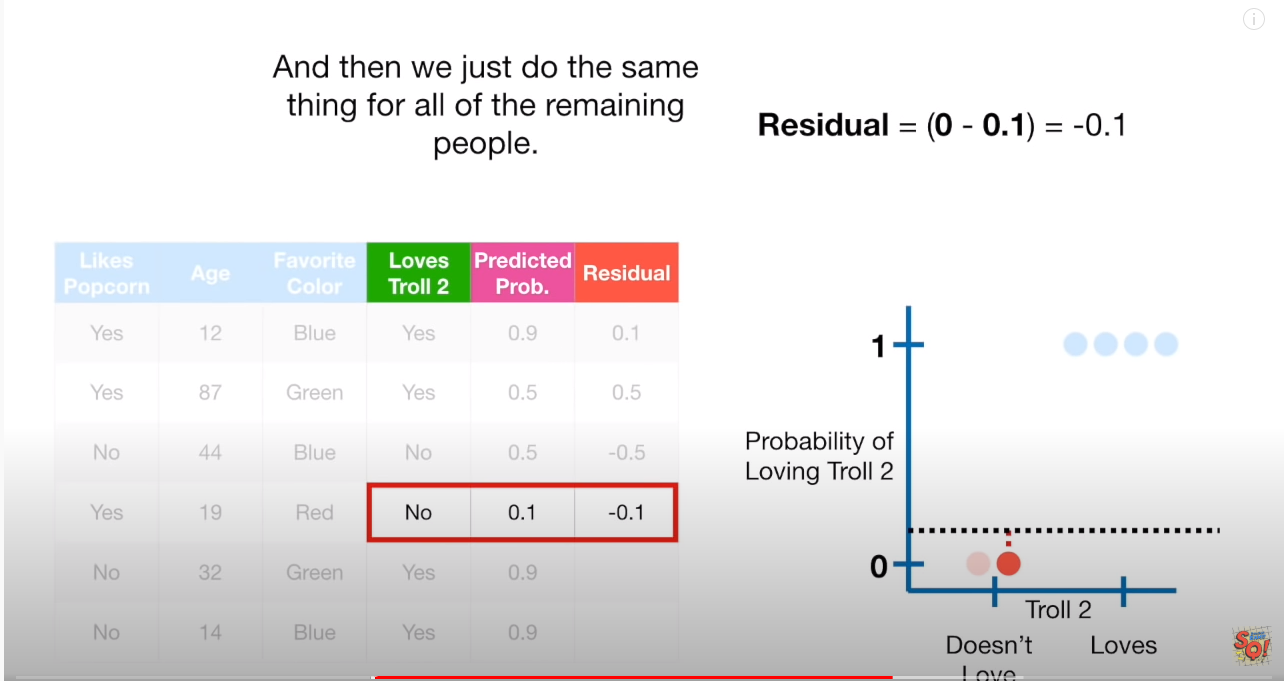 And then we just do the same
thing for all of the remaining
people.
Residual = (0 - 0.1) = -0.1
Likes Popcorn Age Favorite Color Loves Troll 2 Predicted Prob. Residual
Yes 12 Blue Yes 0.9 0.1
Yes 87 Green Yes 0.5 0.5
No 44 Blue No 0.5 -0.5
Yes 19 Red No 0.1 -0.1
No 32 Green Yes 0.9
No 14 Blue Yes 0.9
1
Probability of
Loving Troll 2
0
Troll 2
Doesn't Loves
Love
SQ!